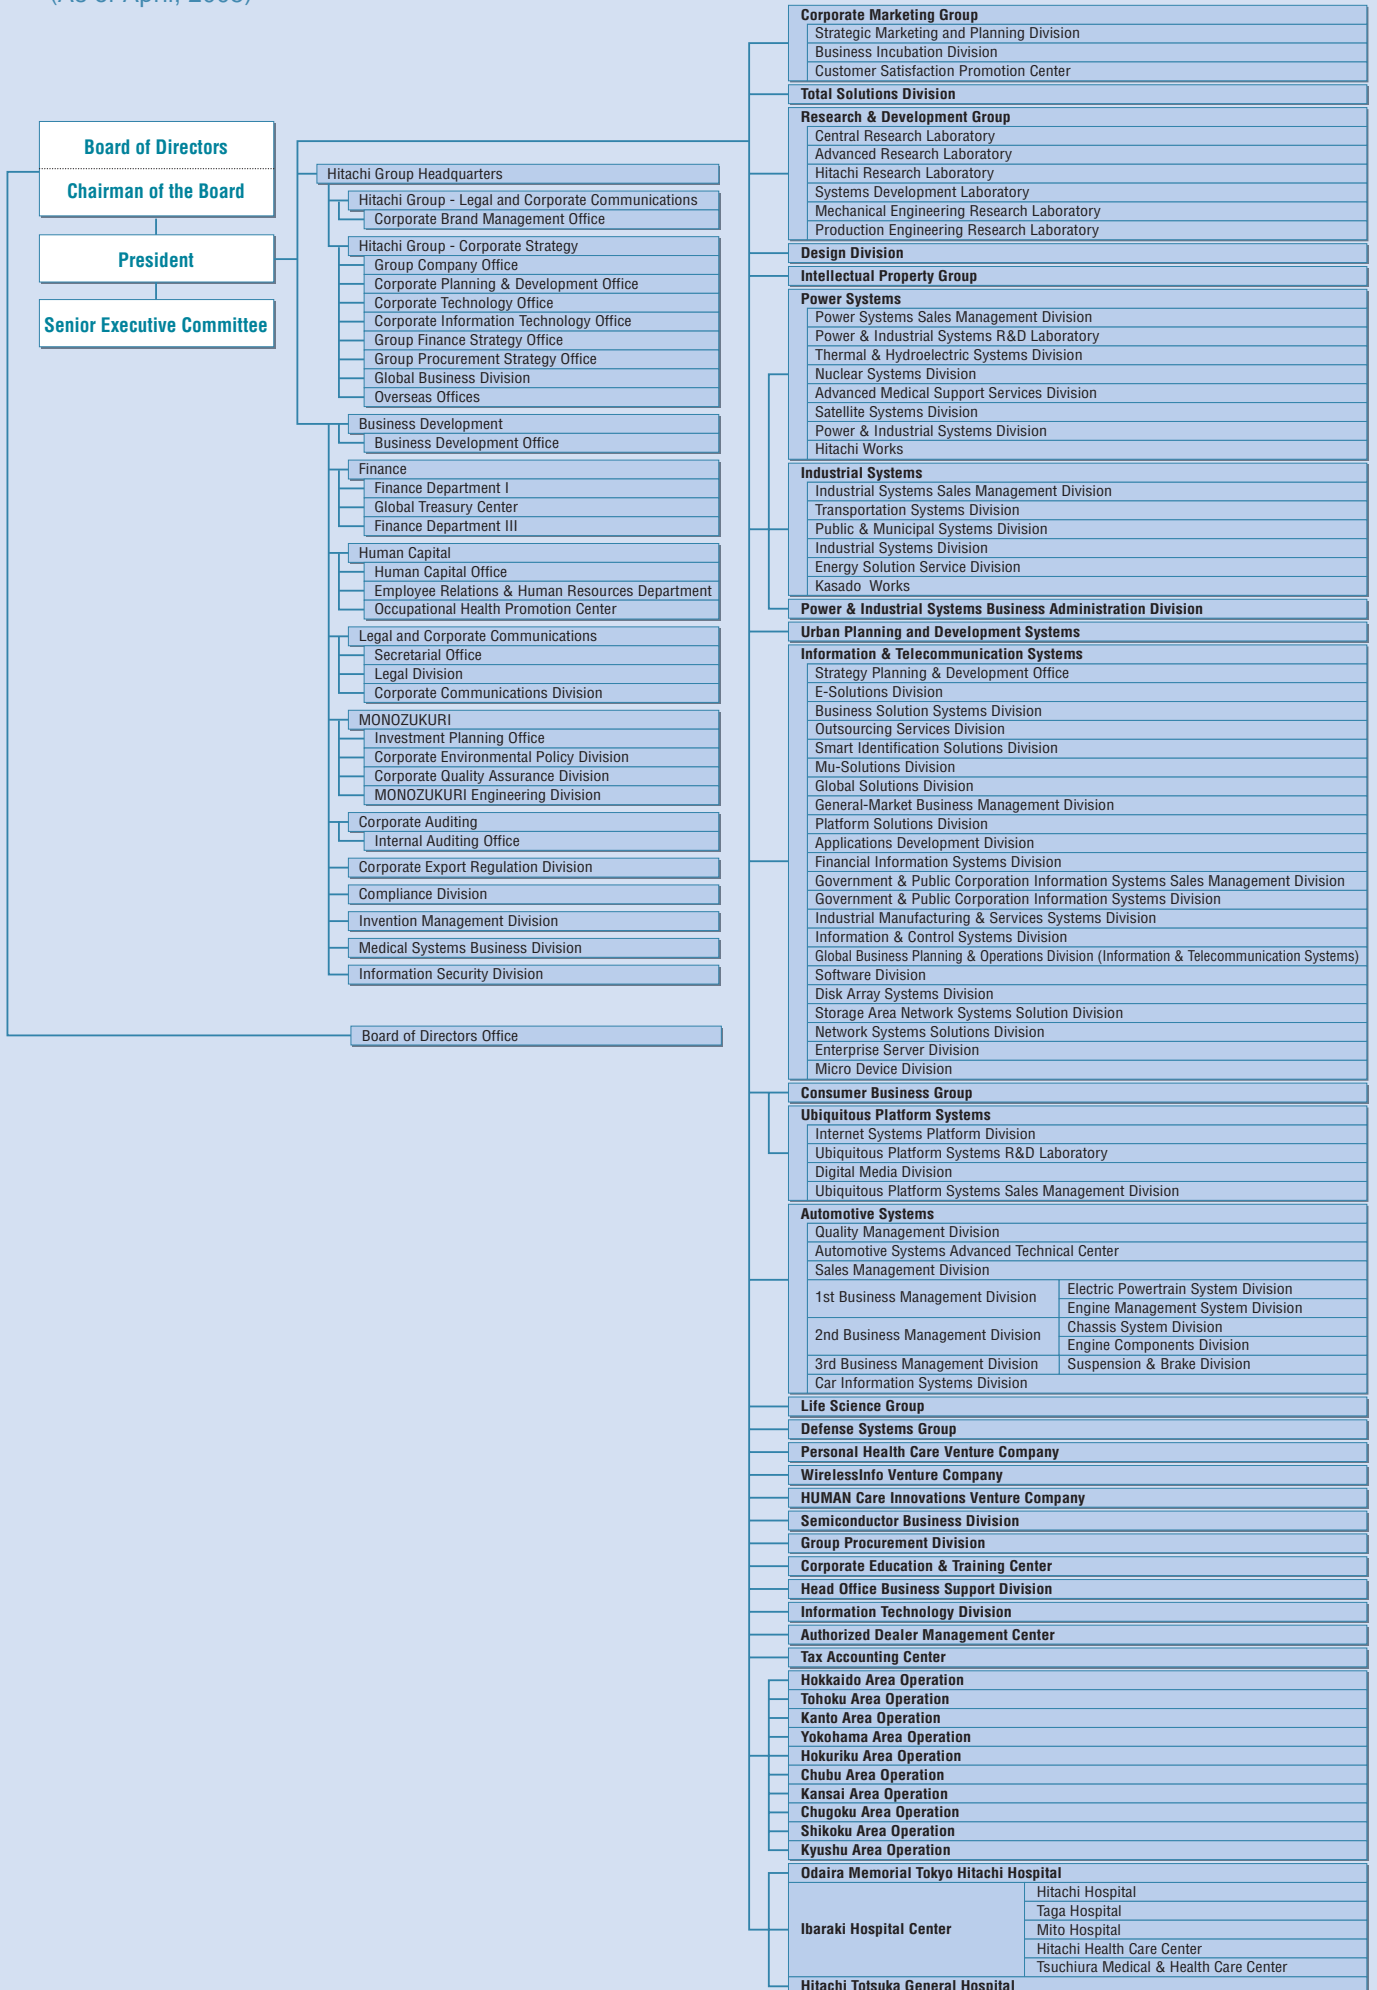 Board of Directors
Chairman of the Board
President
Senior Executive Committee
Hitachi Group Headquarters
Hitachi Group - Legal and Corporate Communications
Corporate Brand Management Office
Hitachi Group - Corporate Strategy
Group Company Office
Corporate Planning & Development Office
Corporate Technology Office
Corporate Information Technology Office
Group Finance Strategy Office
Group Procurement Strategy Office
Global Business Division
Overseas Offices
Business Development
Business Development Office
Finance
Finance Department I
Global Treasury Center
Finance Department III
Human Capital
Human Capital Office
Employee Relations & Human Resources Department
Occupational Health Promotion Center
Legal and Corporate Communications
Secretarial Office
Legal Division
Corporate Communications Division
MONOZUKURI
Investment Planning Office
Corporate Environmental Policy Division
Corporate Quality Assurance Division
MONOZUKURI Engineering Division
Corporate Auditing
Internal Auditing Office
Corporate Export Regulation Division
Compliance Division
Invention Management Division
Medical Systems Business Division
Information Security Division
Board of Directors Office
Corporate Marketing Group
Strategic Marketing and Planning Division
Business Incubation Division
Customer Satisfaction Promotion Center
Total Solutions Division
Research & Development Group
Central Research Laboratory
Advanced Research Laboratory
Hitachi Research Laboratory
Systems Development Laboratory
Mechanical Engineering Research Laboratory
Production Engineering Research Laboratory
Design Division
Intellectual Property Group
Power Systems
Power Systems Sales Management Division
Power & Industrial Systems R&D Laboratory
Thermal & Hydroelectric Systems Division
Nuclear Systems Division
Advanced Medical Support Services Division
Satellite Systems Division
Power & Industrial Systems Division
Hitachi Works
Industrial Systems
Industrial Systems Sales Management Division
Transportation Systems Division
Public & Municipal Systems Division
Industrial Systems Division
Energy Solution Service Division
Kasado Works
Power & Industrial Systems Business Administration Division
Urban Planning and Development Systems
Information & Telecommunication Systems
Strategy Planning & Development Office
E-Solutions Division
Business Solution Systems Division
Outsourcing Services Division
Smart Identification Solutions Division
Mu-Solutions Division
Global Solutions Division
General-Market Business Management Division
Platform Solutions Division
Applications Development Division
Financial Information Systems Division
Government & Public Corporation Information Systems Sales Management Division
Government & Public Corporation Information Systems Division
Industrial Manufacturing & Services Systems Division
Information & Control Systems Division
Global Business Planning & Operations Division (Information & Telecommunication Systems)
Software Division
Disk Array Systems Division
Storage Area Network Systems Solution Division
Network Systems Solutions Division
Enterprise Server Division
Micro Device Division
Consumer Business Group
Ubiquitous Platform Systems
Internet Systems Platform Division
Ubiquitous Platform Systems R&D Laboratory
Digital Media Division
Ubiquitous Platform Systems Sales Management Division
Automotive Systems
Quality Management Division
Automotive Systems Advanced Technical Center
Sales Management Division
1st Business Management Division
Electric Powertrain System Division
Engine Management System Division
2nd Business Management Division
Chassis System Division
Engine Components Division
3rd Business Management Division
Suspension & Brake Division
Car Information Systems Division
Life Science Group
Defense Systems Group
Personal Health Care Venture Company
WirelessInfo Venture Company
HUMAN Care Innovations Venture Company
Semiconductor Business Division
Group Procurement Division
Corporate Education & Training Center
Head Office Business Support Division
Information Technology Division
Authorized Dealer Management Center
Tax Accounting Center
Hokkaido Area Operation
Tohoku Area Operation
Kanto Area Operation
Yokohama Area Operation
Hokuriku Area Operation
Chubu Area Operation
Kansai Area Operation
Chugoku Area Operation
Shikoku Area Operation
Kyushu Area Operation
Odaira Memorial Tokyo Hitachi Hospital
Ibaraki Hospital Center
Hitachi Hospital
Taga Hospital
Mito Hospital
Hitachi Health Care Center
Tsuchiura Medical & Health Care Center
Hitachi Totsuka General Hospital